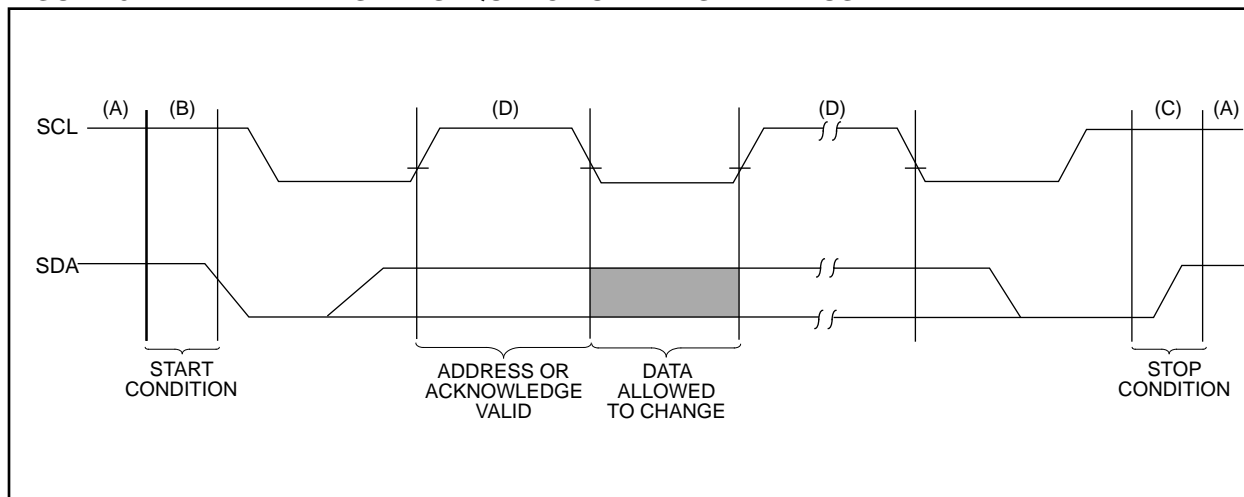 (A) (B) (D) (D) (C) (A)
SCL
SDA
START
CONDITION
ADDRESS OR
ACKNOWLEDGE
VALID
DATA
ALLOWED
TO CHANGE
STOP
CONDITION